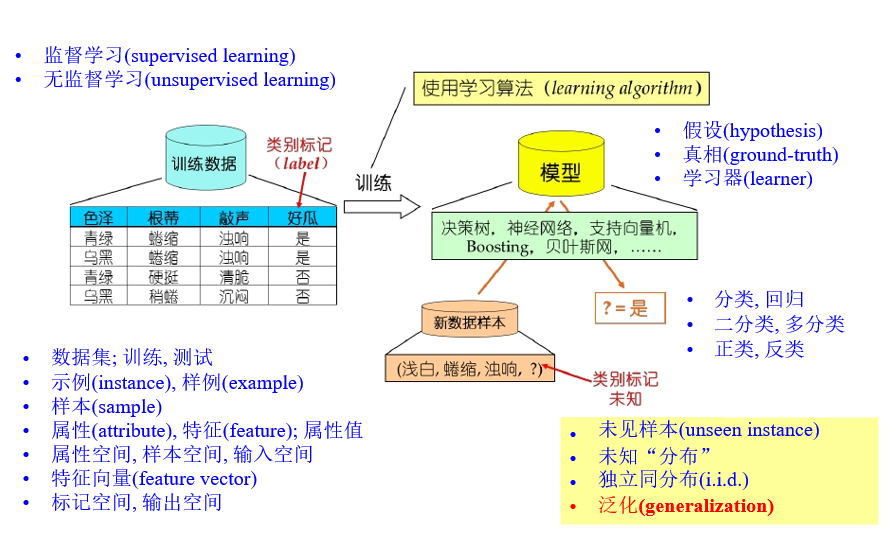 • 监督学习(supervised learning)
• 无监督学习(unsupervised learning)
使用学习算法（learning algorithm）
训练数据
类别标记
（label）
训练
模型
• 假设(hypothesis)
• 真相(ground-truth)
• 学习器(learner)
色泽 根蒂 敲声 好瓜
青绿 蜷缩 浊响 是
乌黑 蜷缩 浊响 是
青绿 硬挺 清脆 否
乌黑 稍蜷 沉闷 否
决策树，神经网络，支持向量机，
Boosting，贝叶斯网，……
新数据样本
? = 是
• 分类, 回归
• 二分类, 多分类
• 正类, 反类
(浅白, 蜷缩, 浊响, ?)
类别标记
未知
• 数据集; 训练, 测试
• 示例(instance), 样例(example)
• 样本(sample)
• 属性(attribute), 特征(feature); 属性值
• 属性空间, 样本空间, 输入空间
• 特征向量(feature vector)
• 标记空间, 输出空间
• 未见样本(unseen instance)
• 未知“分布”
• 独立同分布(i.i.d.)
• 泛化(generalization)